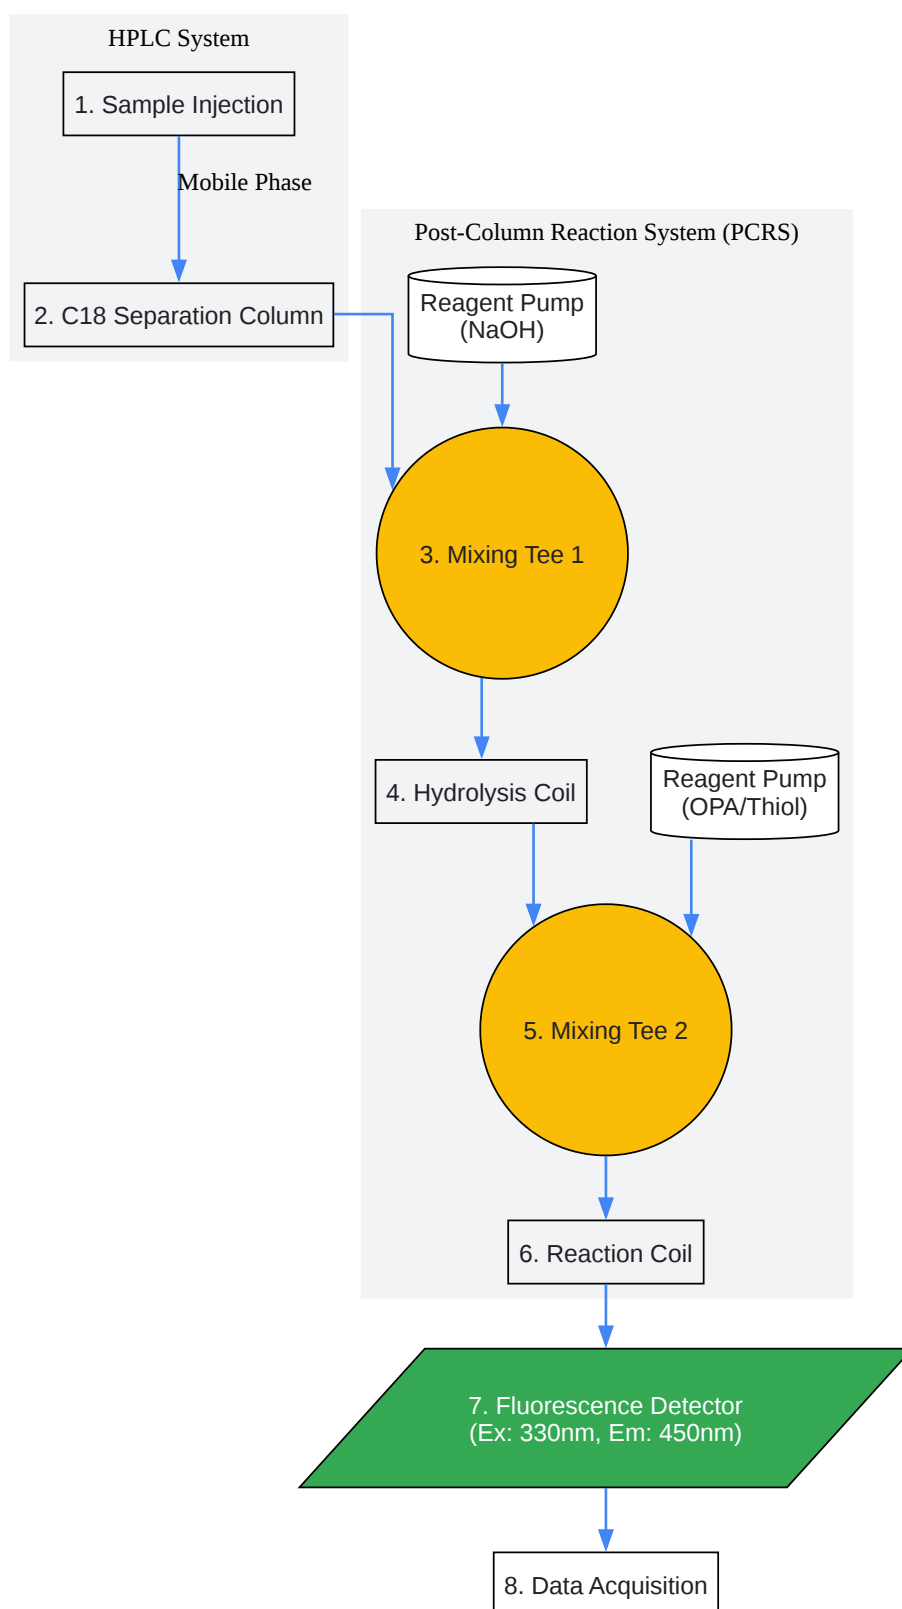 HPLC System
1. Sample Injection
Mobile Phase
2. C18 Separation Column
Post-Column Reaction System (PCRS)
Reagent Pump
(NaOH)
3. Mixing Tee 1
4. Hydrolysis Coil
Reagent Pump
(OPA/Thiol)
5. Mixing Tee 2
6. Reaction Coil
7. Fluorescence Detector
(Ex: 330nm, Em: 450nm)
8. Data Acquisition